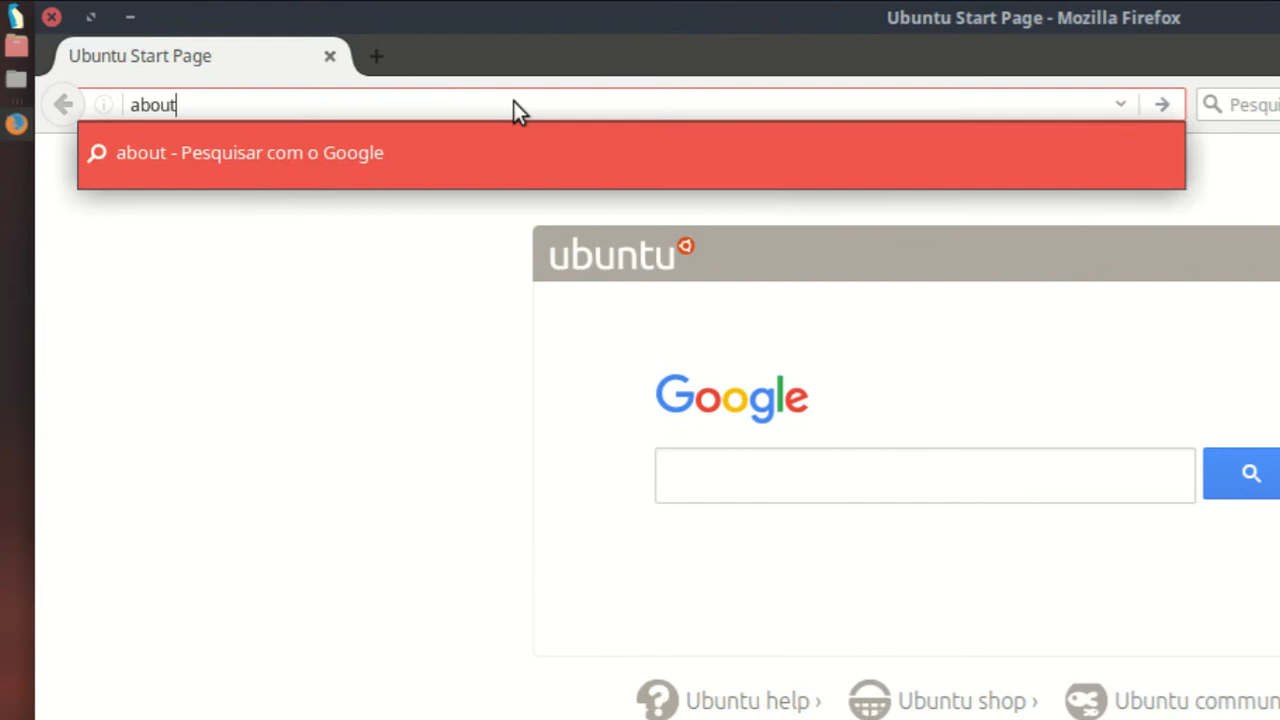 Ubuntu Start Page - Mozilla Firefox
Ubuntu Start Page
about
Pesqui
about - Pesquisar com o Google
ubuntu
Google
Ubuntu help ›
Ubuntu shop ›
Ubuntu commun